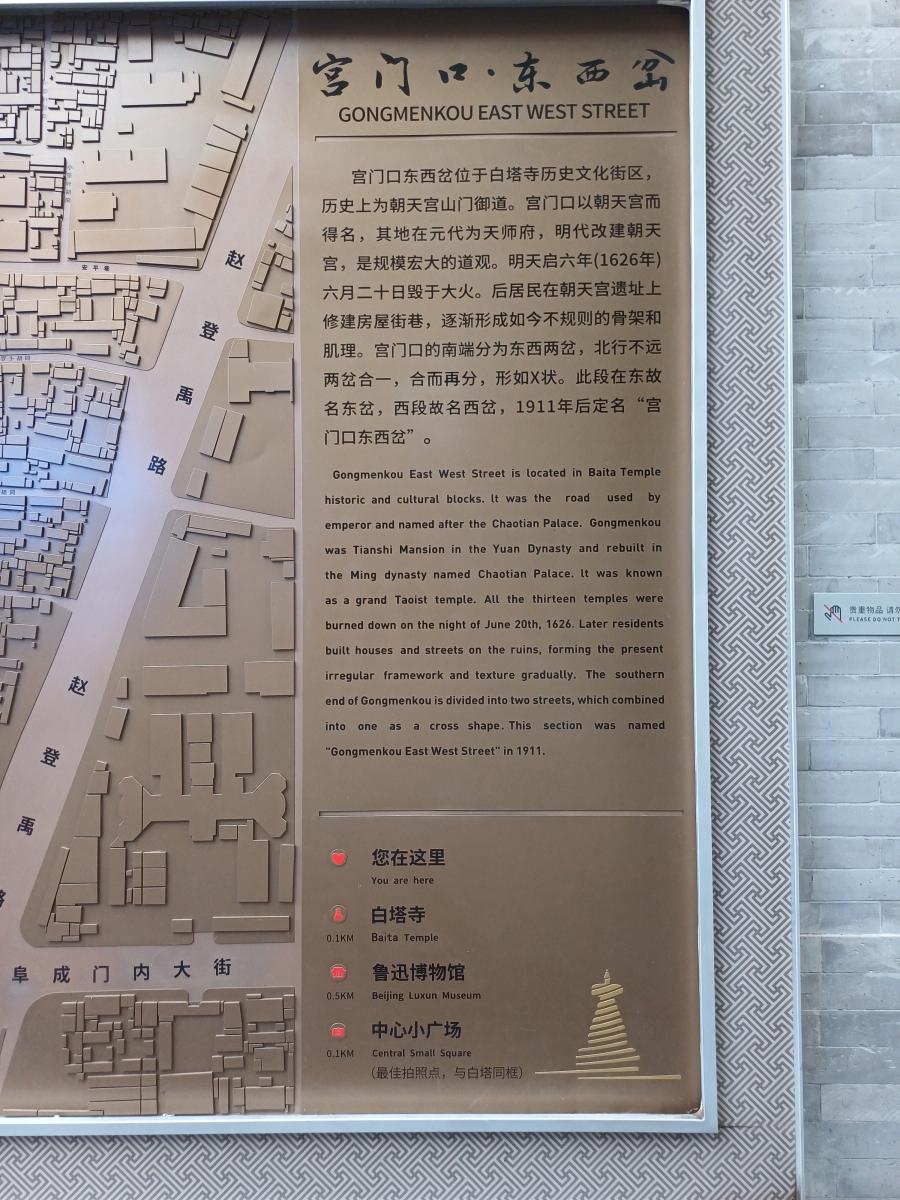 宫门口·东西岔
GONGMENKOU EAST WEST STREET
宫门口东西岔位于白塔寺历史文化街区，
历史上为朝天宫山门御道。宫门口以朝天宫而
得名，其地在元代为天师府，明代改建朝天
宫，是规模宏大的道观。明天启六年(1626年)
六月二十日毁于大火。后居民在朝天宫遗址上
修建房屋街巷，逐渐形成如今不规则的骨架和
肌理。宫门口的南端分为东西两岔，北行不远
两岔合一，合而再分，形如X状。此段在东故
名东岔，西段故名西岔，1911年后定名“宫
门口东西岔”。
Gongmenkou East West Street is located in Baita Temple
historic and cultural blocks. It was the road used by
emperor and named after the Chaotian Palace. Gongmenkou
was Tianshi Mansion in the Yuan Dynasty and rebuilt in
the Ming dynasty named Chaotian Palace. It was known
as a grand Taoist temple. All the thirteen temples were
burned down on the night of June 20th, 1626. Later residents
built houses and streets on the ruins, forming the present
irregular framework and texture gradually. The southern
end of Gongmenkou is divided into two streets, which combined
into one as a cross shape. This section was named
"Gongmenkou East West Street" in 1911.
您在这里
You are here
白塔寺
0.1KM Baita Temple
鲁迅博物馆
0.5KM Beijing Luxun Museum
中心小广场
0.1KM Central Small Square
（最佳拍照点，与白塔同框）
安平巷
赵登禹路
赵登禹路
阜成门内大街
贵重物品 请勿
PLEASE DO NOT T